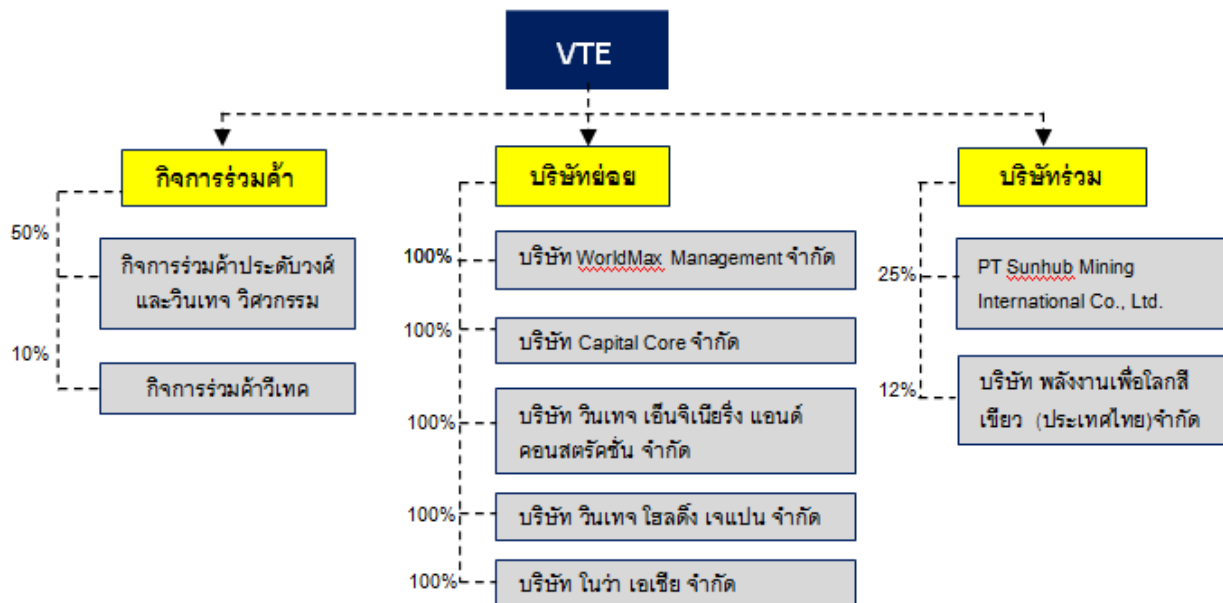 VTE
กิจการร่วมค้า
50%
กิจการร่วมค้าประดับวงศ์
และวินเทจ วิศวกรรม
10%
กิจการร่วมค้าวีเทค
บริษัทย่อย
100%
บริษัท WorldMax Management จำกัด
100%
บริษัท Capital Core จำกัด
100%
บริษัท วินเทจ เอ็นจิเนียริ่ง แอนด์
คอนสตรัคชั่น จำกัด
100%
บริษัท วินเทจ โฮลดิ้ง เจแปน จำกัด
100%
บริษัท ในว่า เอเชีย จำกัด
บริษัทร่วม
25%
PT Sunhub Mining
International Co., Ltd.
12%
บริษัท พลังงานเพื่อโลกสี
เขียว (ประเทศไทย)จำกัด